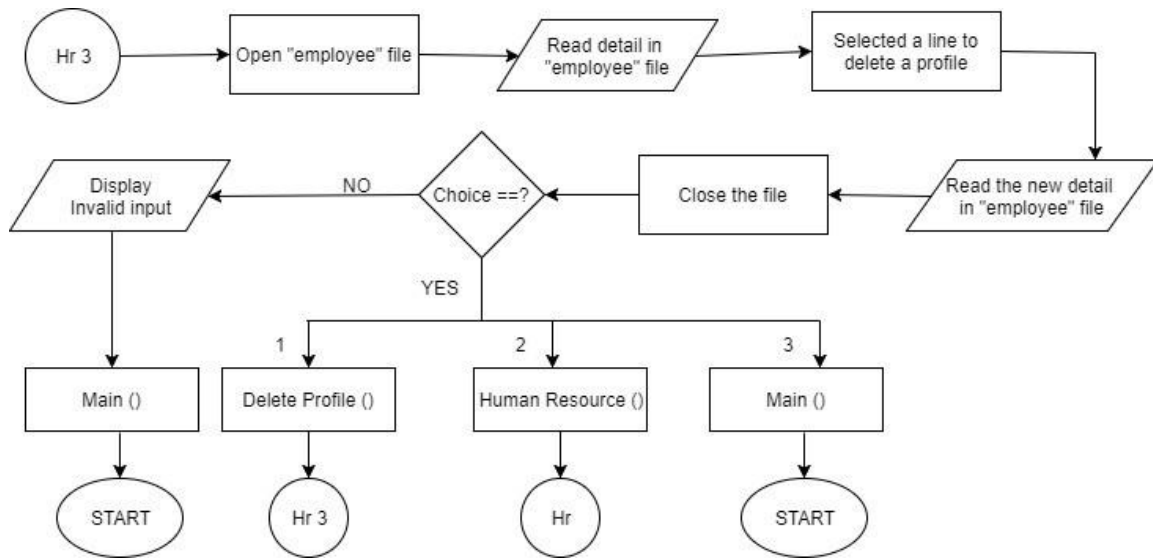 Hr 3
Open "employee" file
Read detail in
"employee" file
Selected a line to
delete a profile
Read the new detail
in "employee" file
Close the file
Choice ==?
NO
Display
Invalid input
YES
1
2
3
Main ()
Delete Profile ()
Human Resource ()
Main ()
START
Hr 3
Hr
START